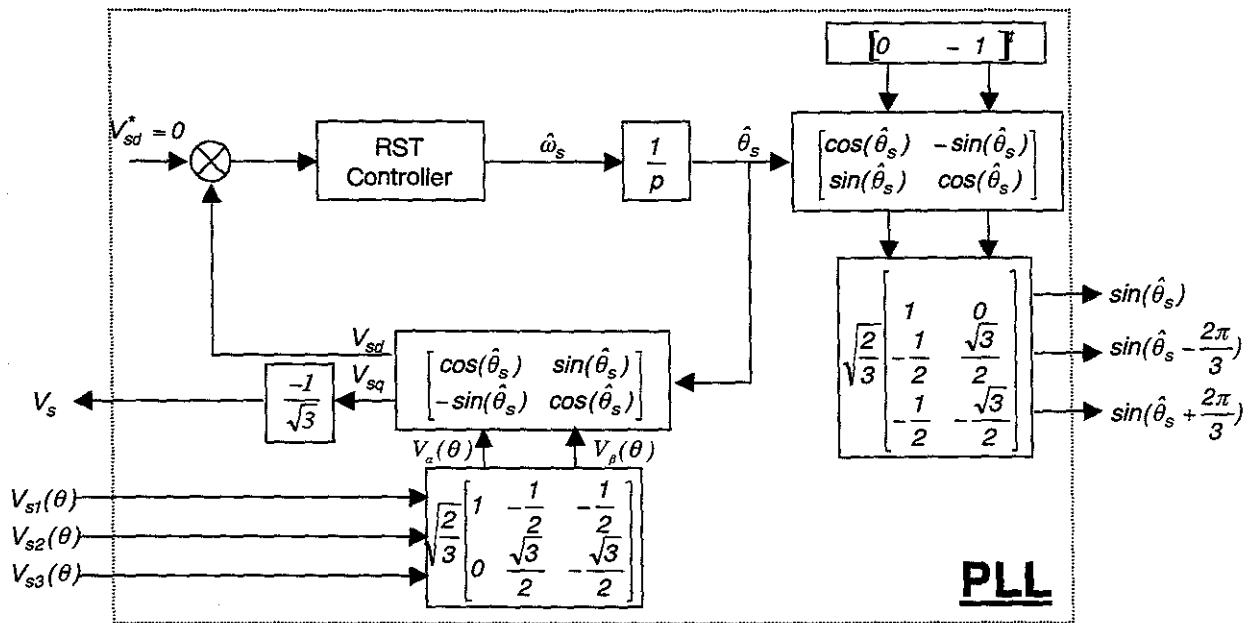 [0 - 1]ᵗ
V*sd = 0
RST
Controller
ω̂s
1
p
θ̂s
cos(θ̂s) -sin(θ̂s)
sin(θ̂s) cos(θ̂s)
√2/3
1 0
-1/2 √3/2
-1/2 -√3/2
sin(θ̂s)
sin(θ̂s - 2π/3)
sin(θ̂s + 2π/3)
Vsd
Vsq
cos(θ̂s) sin(θ̂s)
-sin(θ̂s) cos(θ̂s)
Vs
-1
√3
Vα(θ) Vβ(θ)
Vs1(θ)
Vs2(θ)
Vs3(θ)
√2/3
1 -1/2 -1/2
0 √3/2 -√3/2
PLL